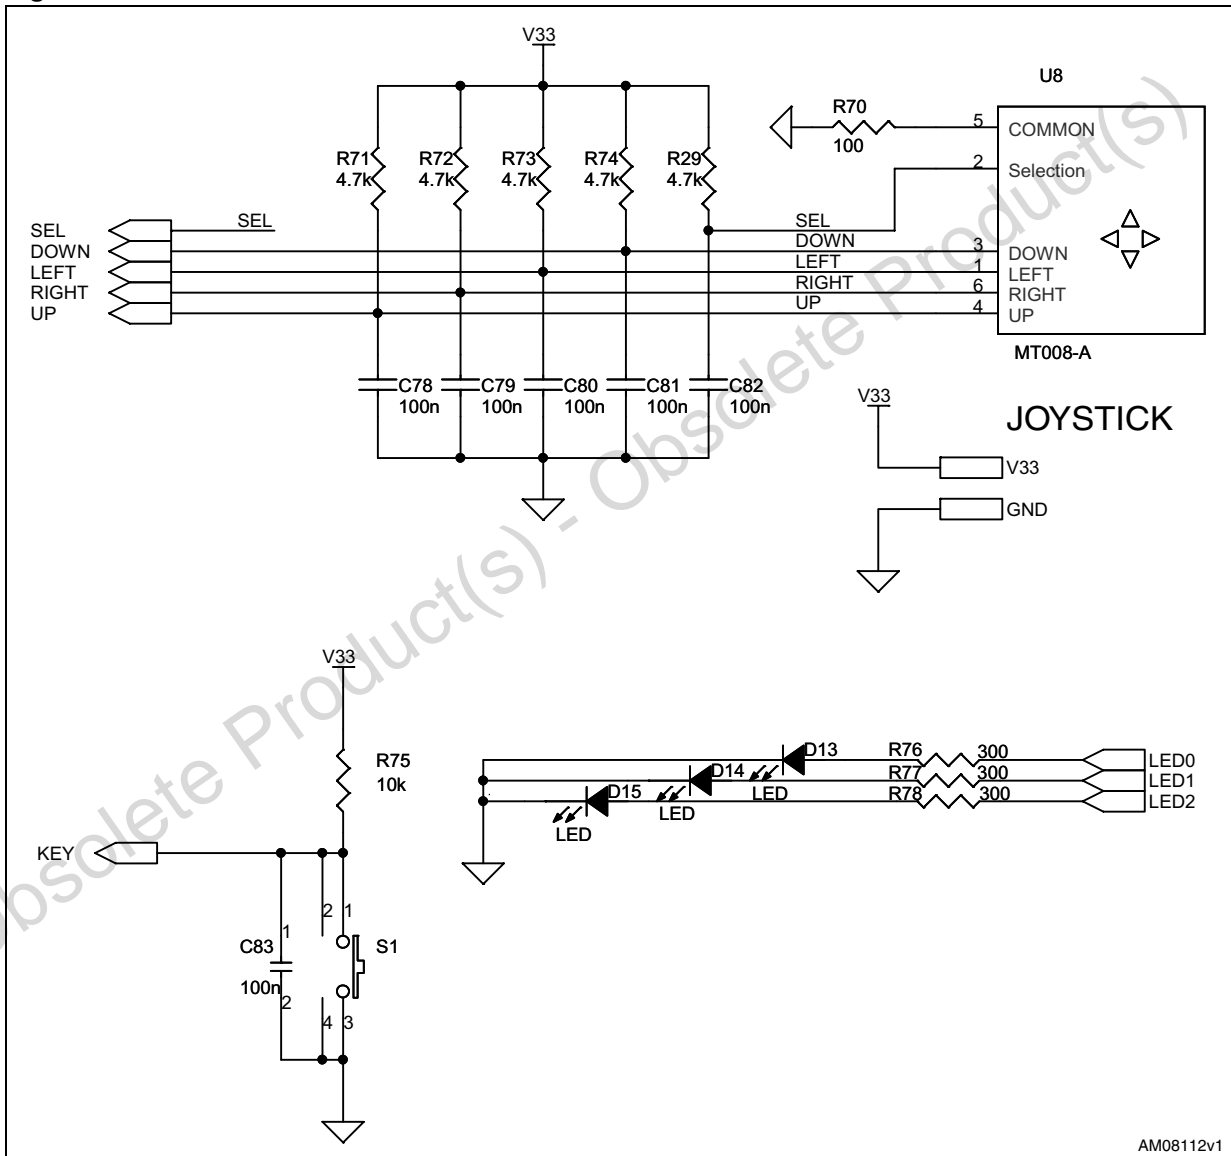 V33
U8
R70
100
5
COMMON
2
Selection
R71
4.7k
R72
4.7k
R73
4.7k
R74
4.7k
R29
4.7k
SEL
SEL
SEL
DOWN
DOWN
3
DOWN
LEFT
LEFT
1
LEFT
RIGHT
RIGHT
6
RIGHT
UP
UP
4
UP
MT008-A
C78
100n
C79
100n
C80
100n
C81
100n
C82
100n
V33
JOYSTICK
V33
GND
Obsolete Product(s) - Obsolete Product(s)
V33
R75
10k
D13
R76
300
LED0
D14
LED
R77
300
LED1
D15
LED
R78
300
LED2
LED
KEY
2
1
1
C83
100n
S1
2
4
3
AM08112v1